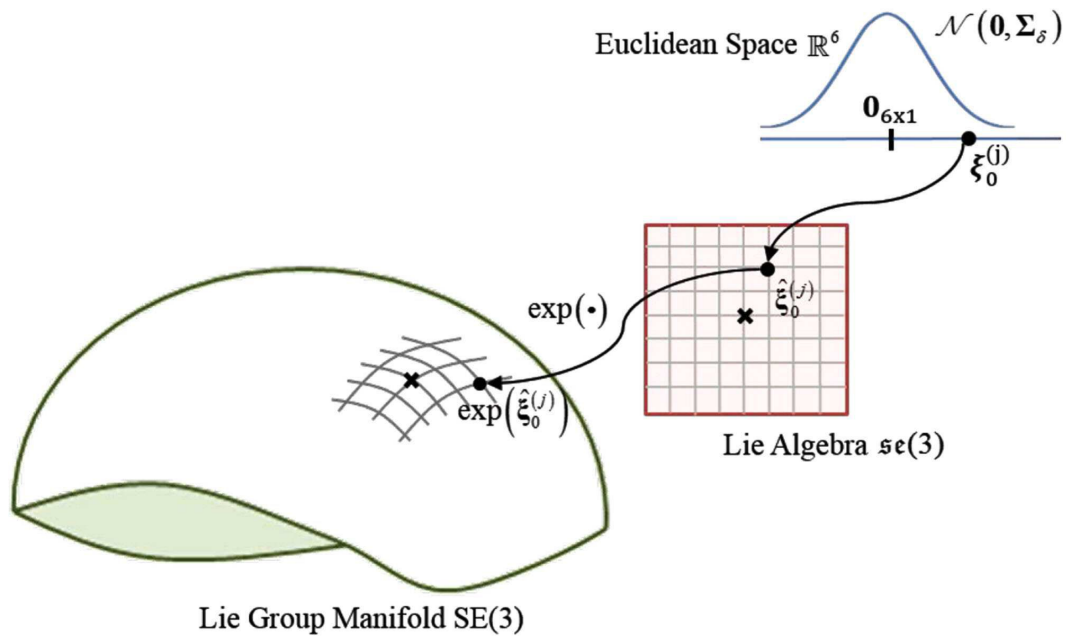 𝒩(𝟎, 𝚺_δ)
Euclidean Space ℝ⁶
𝟎₆ₓ₁
𝛏₀⁽ʲ⁾
𝛏̂₀⁽ʲ⁾
exp(•)
exp(𝛏̂₀⁽ʲ⁾)
Lie Algebra 𝔰𝔢(3)
Lie Group Manifold SE(3)